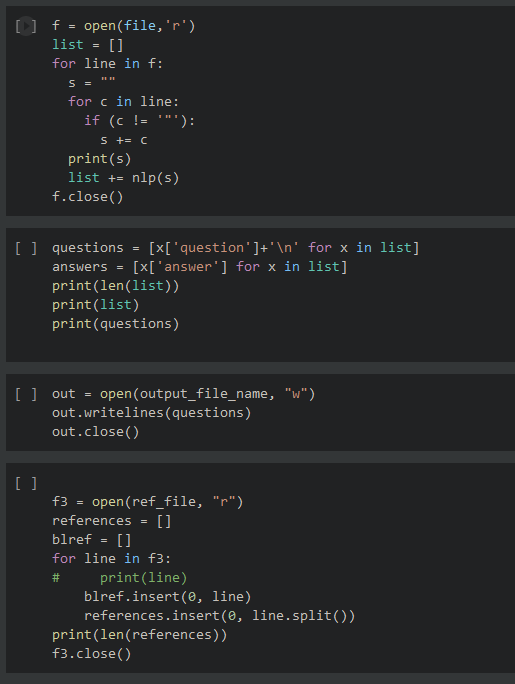 [ ] f = open(file,'r')
list = []
for line in f:
  s = ""
  for c in line:
    if (c != '"'):
      s += c
  print(s)
  list += nlp(s)
f.close()
[ ] questions = [x['question']+'\n' for x in list]
answers = [x['answer'] for x in list]
print(len(list))
print(list)
print(questions)
[ ] out = open(output_file_name, "w")
out.writelines(questions)
out.close()
[ ]
f3 = open(ref_file, "r")
references = []
blref = []
for line in f3:
#     print(line)
    blref.insert(0, line)
    references.insert(0, line.split())
print(len(references))
f3.close()